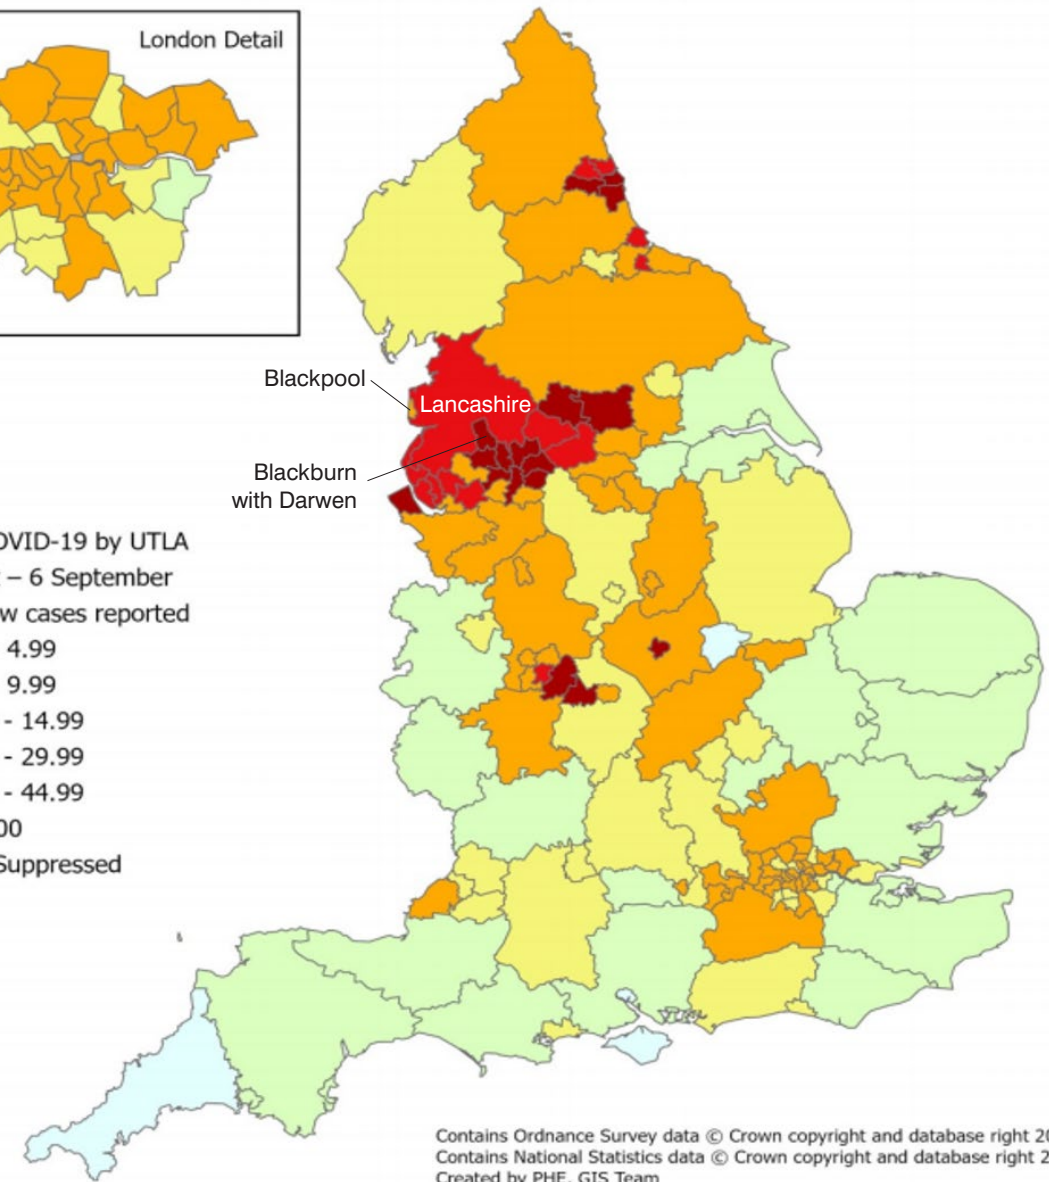 London Detail
Blackpool
Lancashire
Blackburn
with Darwen
OVID-19 by UTLA
– 6 September
w cases reported
4.99
9.99
- 14.99
- 29.99
- 44.99
00
Suppressed
Contains Ordnance Survey data © Crown copyright and database right 20
Contains National Statistics data © Crown copyright and database right 2
Created by PHE, GIS Team